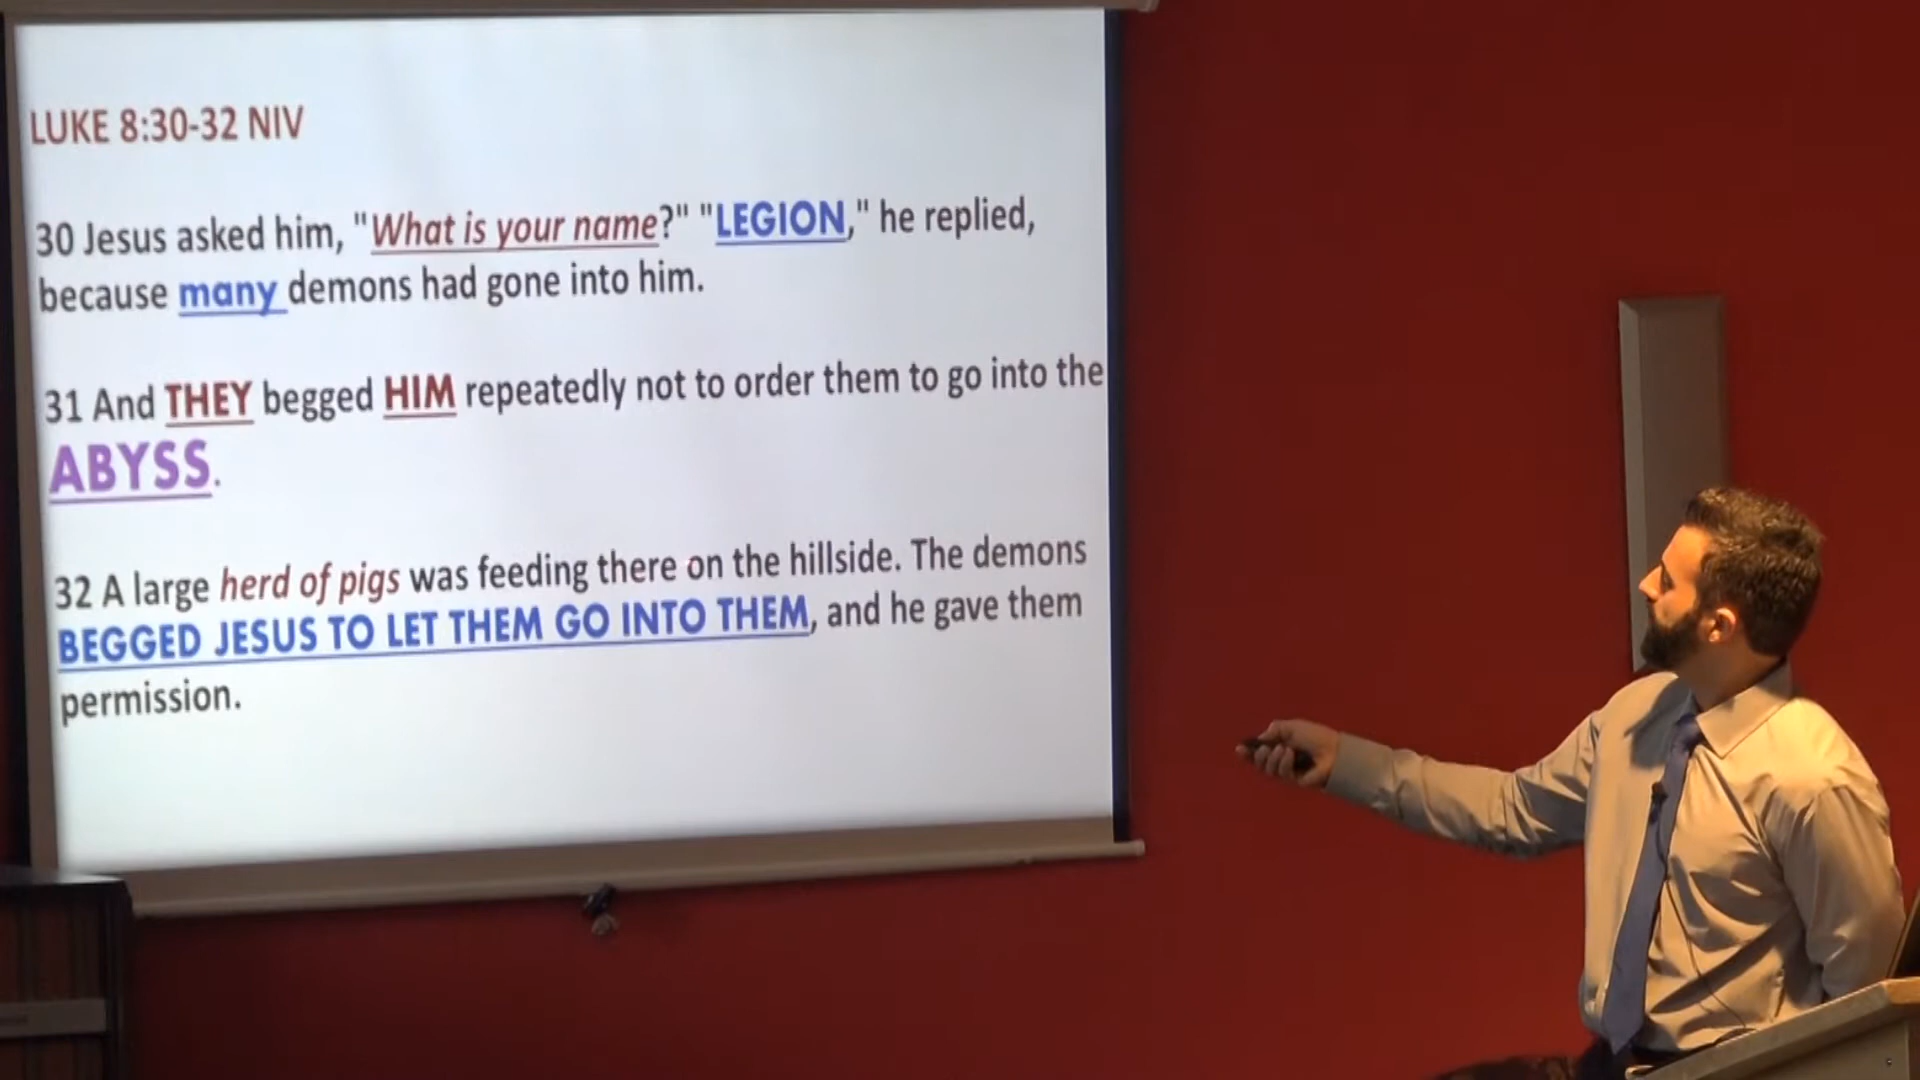 LUKE 8:30-32 NIV
30 Jesus asked him, "What is your name?" "LEGION," he replied,
because many demons had gone into him.
31 And THEY begged HIM repeatedly not to order them to go into the
ABYSS.
32 A large herd of pigs was feeding there on the hillside. The demons
BEGGED JESUS TO LET THEM GO INTO THEM, and he gave them
permission.